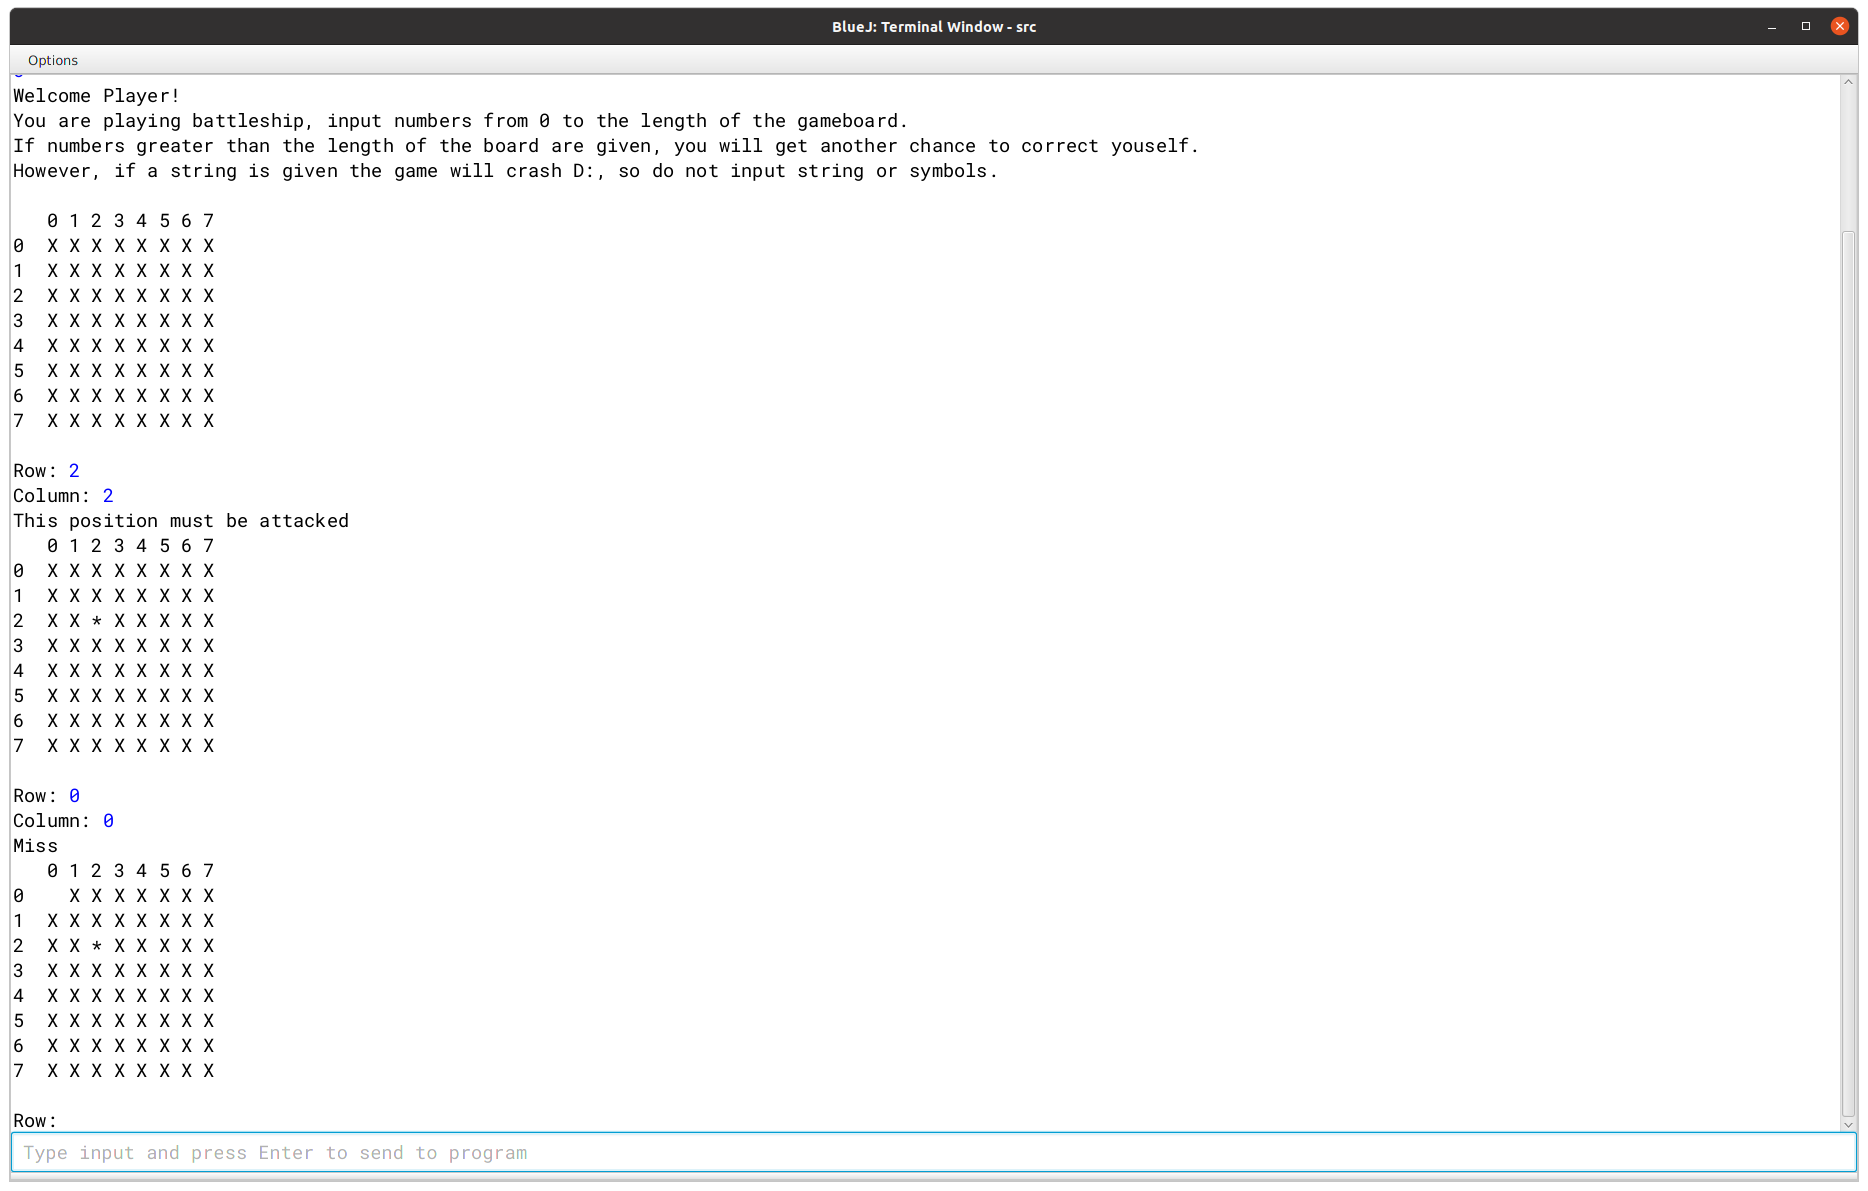 BlueJ: Terminal Window - src
Options
Welcome Player!
You are playing battleship, input numbers from 0 to the length of the gameboard.
If numbers greater than the length of the board are given, you will get another chance to correct youself.
However, if a string is given the game will crash D:, so do not input string or symbols.
0 1 2 3 4 5 6 7
0 X X X X X X X X
1 X X X X X X X X
2 X X X X X X X X
3 X X X X X X X X
4 X X X X X X X X
5 X X X X X X X X
6 X X X X X X X X
7 X X X X X X X X
Row: 2
Column: 2
This position must be attacked
0 1 2 3 4 5 6 7
0 X X X X X X X X
1 X X X X X X X X
2 X X * X X X X X
3 X X X X X X X X
4 X X X X X X X X
5 X X X X X X X X
6 X X X X X X X X
7 X X X X X X X X
Row: 0
Column: 0
Miss
0 1 2 3 4 5 6 7
0   X X X X X X X
1 X X X X X X X X
2 X X * X X X X X
3 X X X X X X X X
4 X X X X X X X X
5 X X X X X X X X
6 X X X X X X X X
7 X X X X X X X X
Row:
Type input and press Enter to send to program